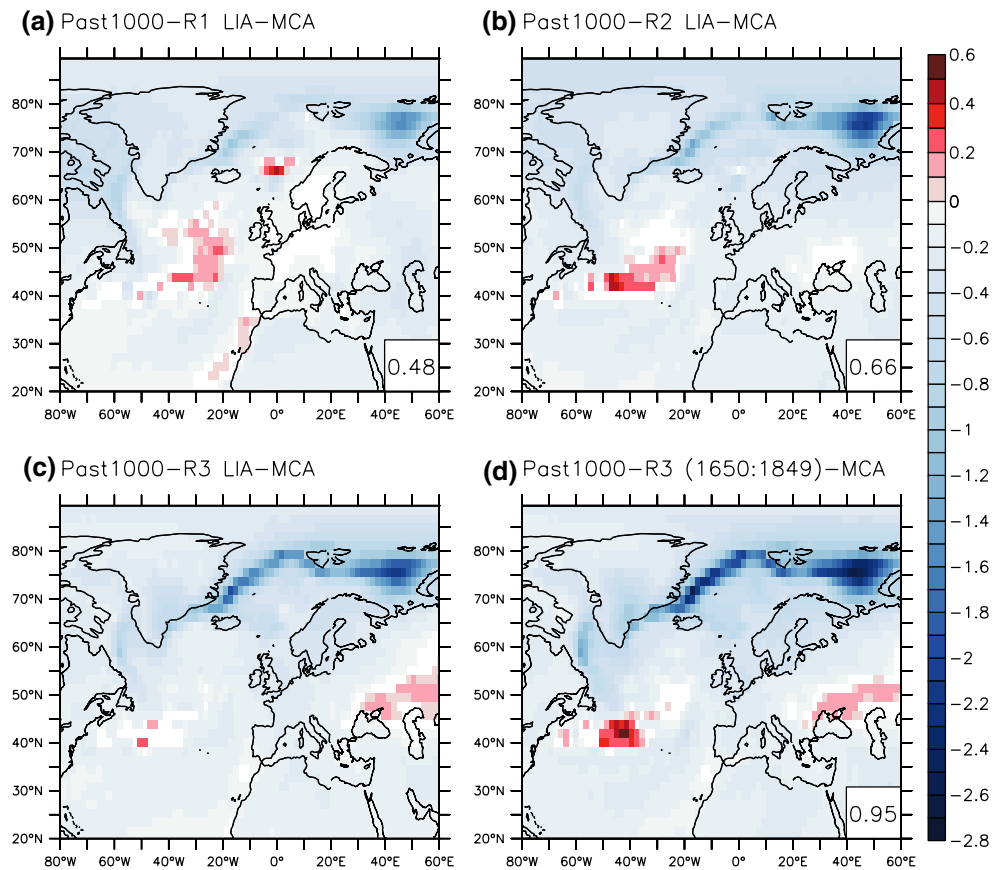 (a) Past1000-R1 LIA-MCA
80°N
70°N
60°N
50°N
40°N
30°N
20°N
80°W 60°W 40°W 20°W 0° 20°E 40°E 60°E
0.48
(b) Past1000-R2 LIA-MCA
80°N
70°N
60°N
50°N
40°N
30°N
20°N
80°W 60°W 40°W 20°W 0° 20°E 40°E 60°E
0.66
(c) Past1000-R3 LIA-MCA
80°N
70°N
60°N
50°N
40°N
30°N
20°N
80°W 60°W 40°W 20°W 0° 20°E 40°E 60°E
(d) Past1000-R3 (1650:1849)-MCA
80°N
70°N
60°N
50°N
40°N
30°N
20°N
80°W 60°W 40°W 20°W 0° 20°E 40°E 60°E
0.95
0.6
0.4
0.2
0
-0.2
-0.4
-0.6
-0.8
-1
-1.2
-1.4
-1.6
-1.8
-2
-2.2
-2.4
-2.6
-2.8